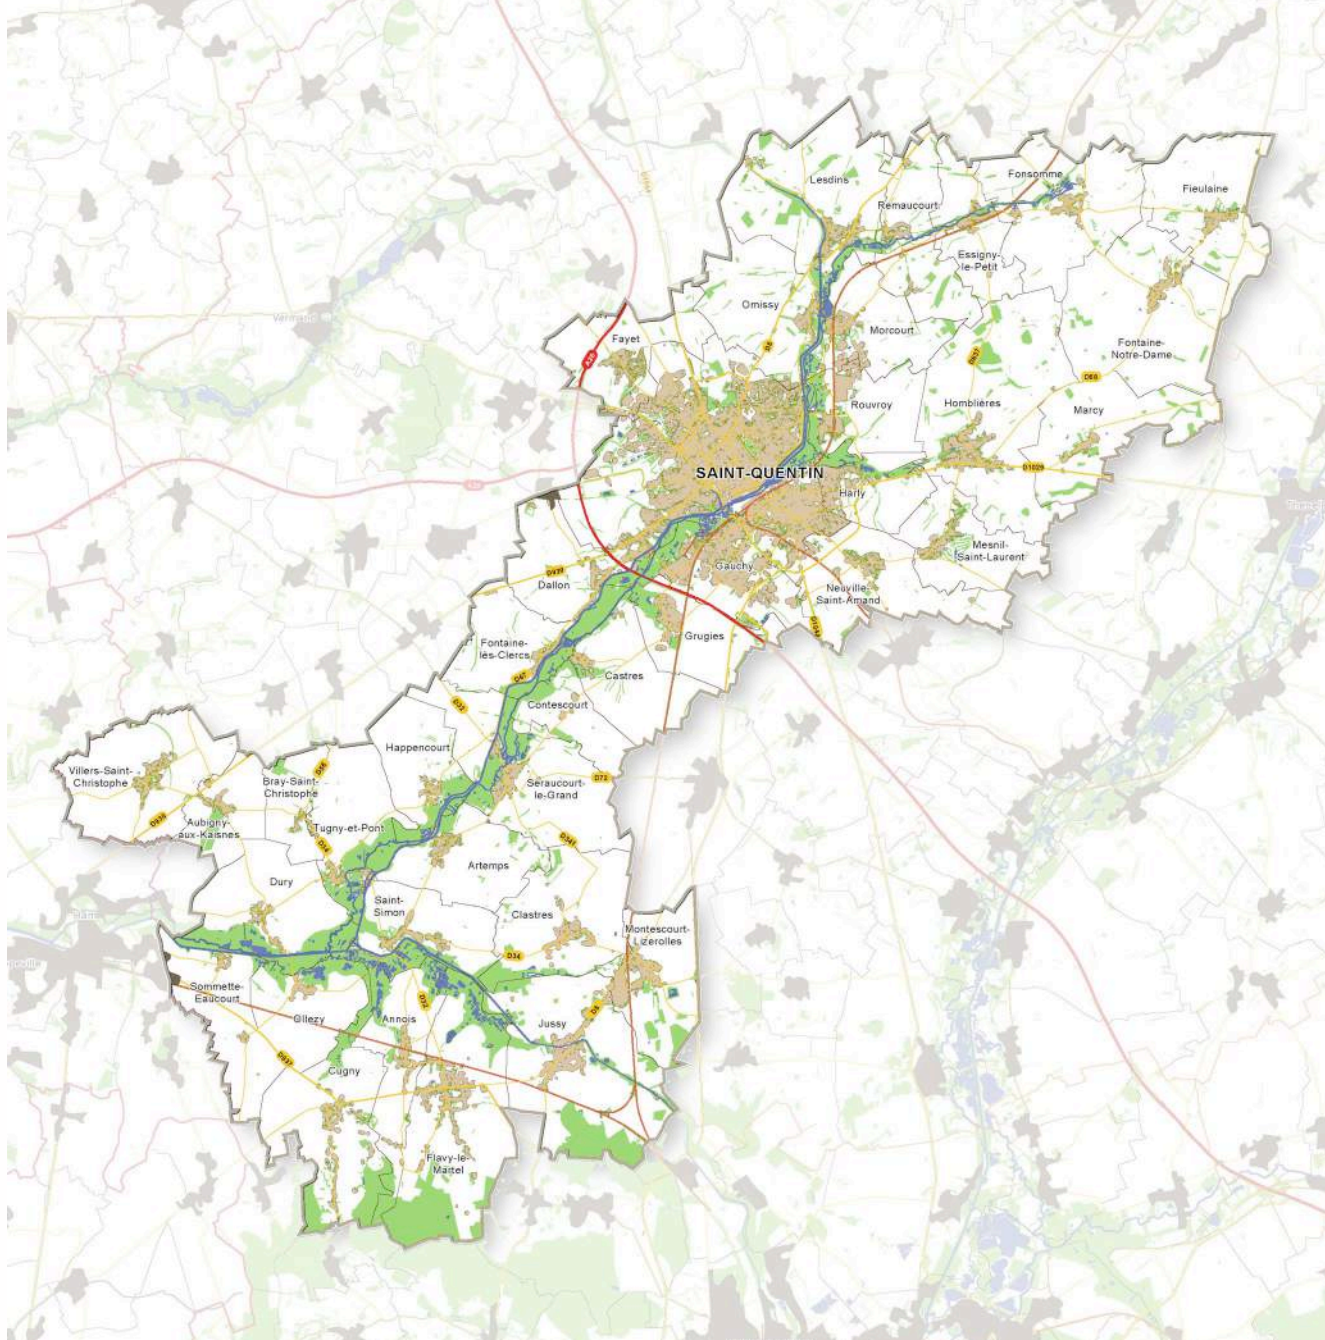 Lesdins
Fonsomme
Fieulaine
Remaucourt
Essigny-
le-Petit
Omissy
Morcourt
Fayet
D8
A26
Fontaine-
Notre-Dame
D68
Rouvroy
Homblières
Marcy
SAINT-QUENTIN
D1029
Harly
Mesnil-
Saint-Laurent
Gauchy
Dallon
Neuville-
Saint-Amand
Grugies
Fontaine-
lès-Clercs
Castres
D32
Contescourt
Happencourt
D72
Villers-Saint-
Christophe
Bray-Saint-
Christophe
Seraucourt-
le-Grand
Aubigny-
aux-Kaisnes
Tugny-et-Pont
Artemps
Dury
Saint-
Simon
Clastres
Montescourt-
Lizerolles
D34
Sommette-
Eaucourt
Ollezy
Annois
Jussy
Cugny
Flavy-le-
Martel